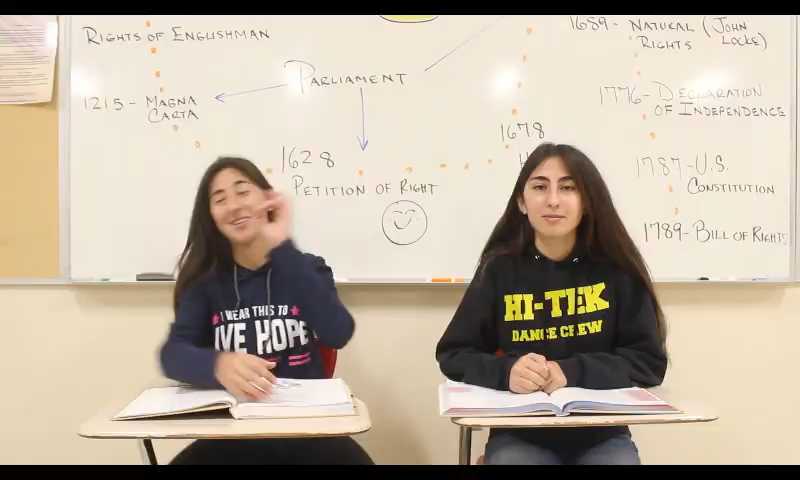 RIGHTS OF ENGLISHMAN
1689- NATURAL (JOHN
RIGHTS LOCKE)
PARLIAMENT
1215 - MAGNA
CARTA
1776- DECLARATION
OF INDEPENDENCE
1628
PETITION OF RIGHT
1678
H
1787-U.S.
CONSTITUTION
1789- BILL OF RIGHTS
I WEAR THIS TO
IVE HOPE
HI-TEK
DANCE CREW